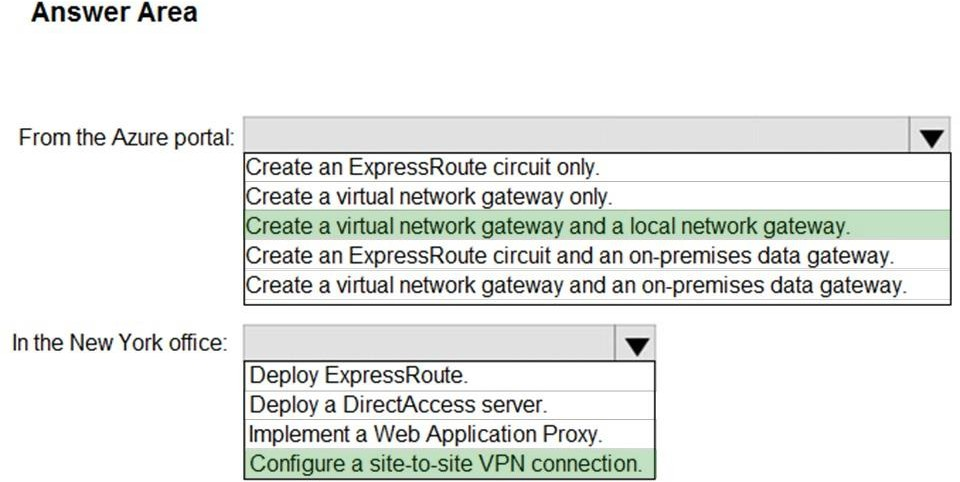 Answer Area
From the Azure portal:
Create an ExpressRoute circuit only.
Create a virtual network gateway only.
Create a virtual network gateway and a local network gateway.
Create an ExpressRoute circuit and an on-premises data gateway.
Create a virtual network gateway and an on-premises data gateway.
In the New York office:
Deploy ExpressRoute.
Deploy a DirectAccess server.
Implement a Web Application Proxy.
Configure a site-to-site VPN connection.